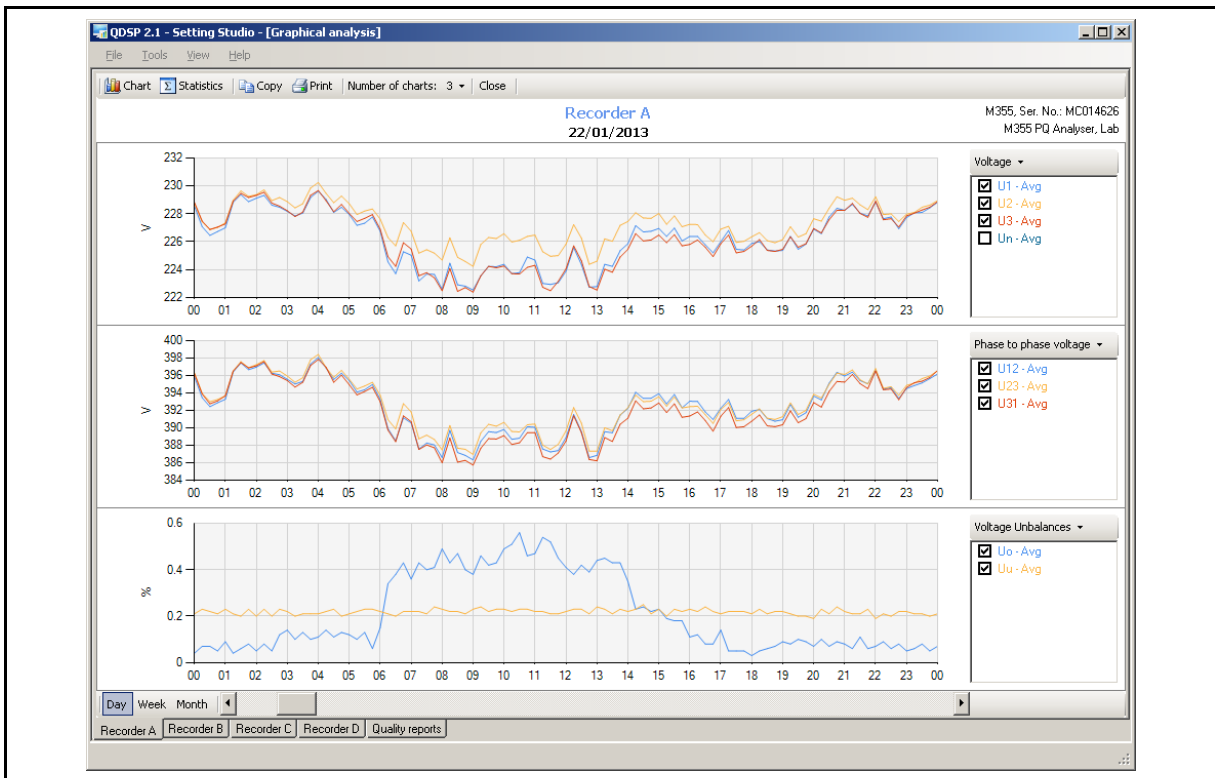 QDSP 2.1 - Setting Studio - [Graphical analysis]
File Tools View Help
Chart Σ Statistics Copy Print Number of charts: 3 Close
Recorder A
22/01/2013
M355, Ser. No.: MC014626
M355 PQ Analyser, Lab
232
230
228
226
224
222
V
00 01 02 03 04 05 06 07 08 09 10 11 12 13 14 15 16 17 18 19 20 21 22 23 00
Voltage
U1 - Avg
U2 - Avg
U3 - Avg
Un - Avg
400
398
396
394
392
390
388
386
384
V
00 01 02 03 04 05 06 07 08 09 10 11 12 13 14 15 16 17 18 19 20 21 22 23 00
Phase to phase voltage
U12 - Avg
U23 - Avg
U31 - Avg
0.6
0.4
0.2
0
%
00 01 02 03 04 05 06 07 08 09 10 11 12 13 14 15 16 17 18 19 20 21 22 23 00
Voltage Unbalances
Uo - Avg
Uu - Avg
Day Week Month
Recorder A Recorder B Recorder C Recorder D Quality reports